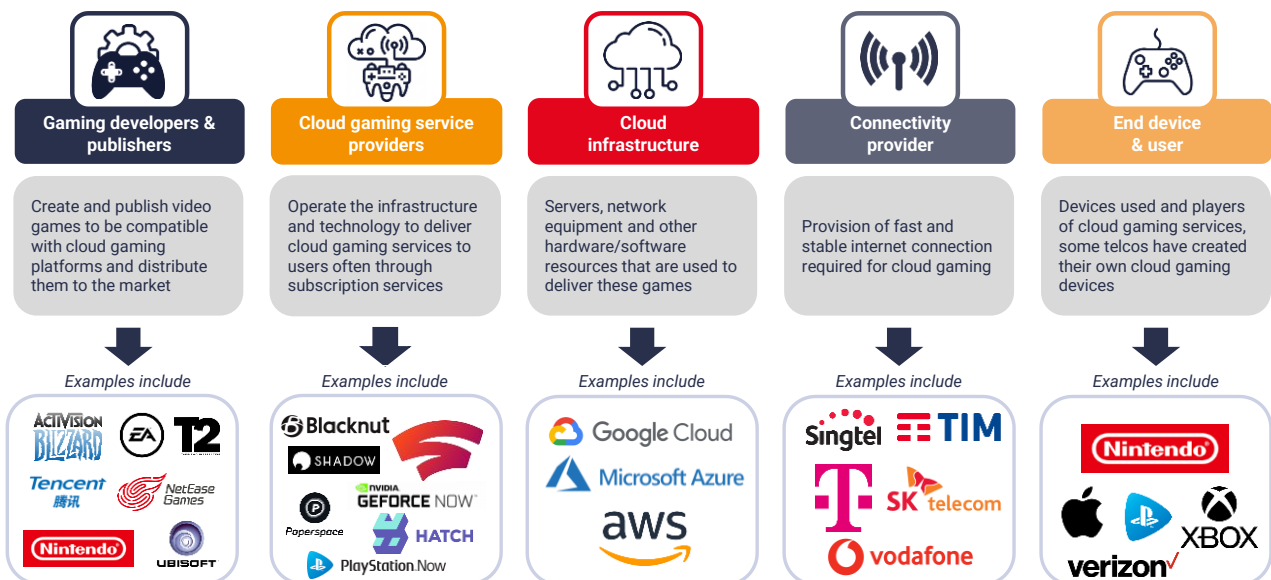 Gaming developers &
publishers
Cloud gaming service
providers
Cloud
infrastructure
Connectivity
provider
End device
& user
Create and publish video
games to be compatible
with cloud gaming
platforms and distribute
them to the market
Operate the infrastructure
and technology to deliver
cloud gaming services to
users often through
subscription services
Servers, network
equipment and other
hardware/software
resources that are used to
deliver these games
Provision of fast and
stable internet connection
required for cloud gaming
Devices used and players
of cloud gaming services,
some telcos have created
their own cloud gaming
devices
Examples include
Examples include
Examples include
Examples include
Examples include
ACTIVISION
BLIZZARD
EA
T2
Tencent
腾讯
NetEase
Games
Nintendo
UBISOFT
Blacknut
SHADOW
NVIDIA
GEFORCE NOW
Paperspace
HATCH
PlayStation.Now
Google Cloud
Microsoft Azure
aws
Singtel
TIM
T
SK
telecom
vodafone
Nintendo
XBOX
verizon